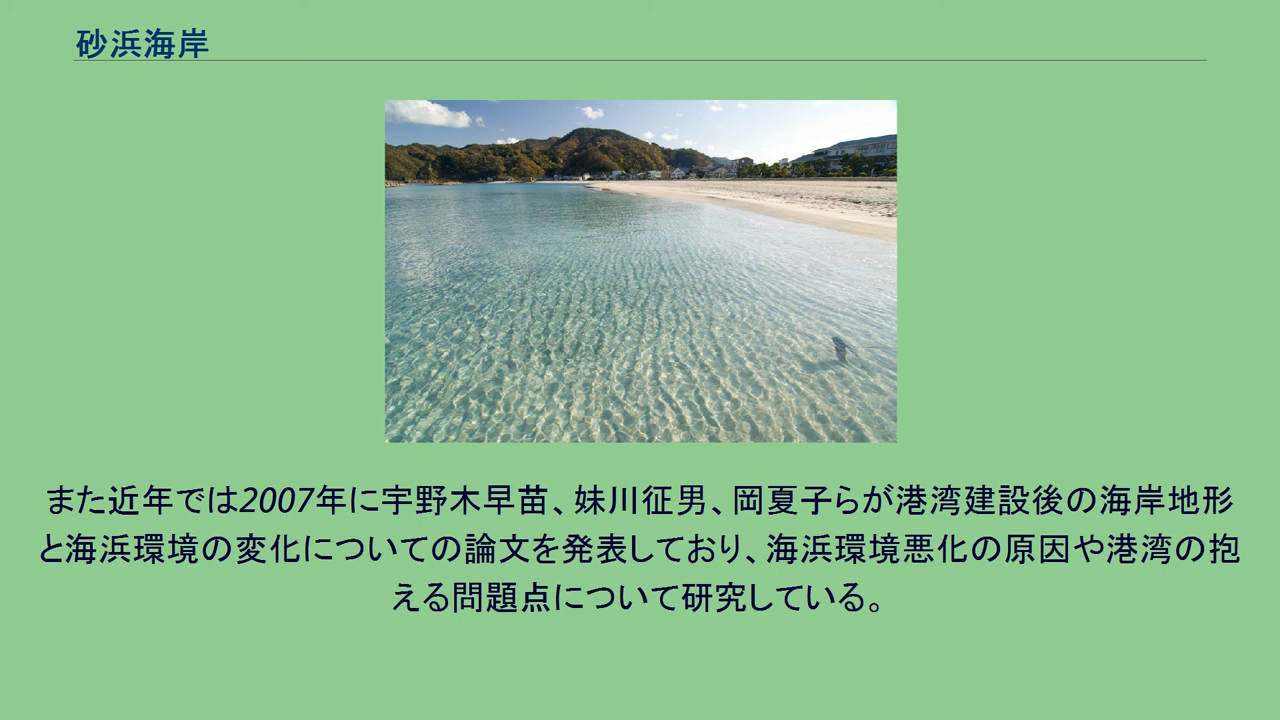 砂浜海岸
また近年では2007年に宇野木早苗、妹川征男、岡夏子らが港湾建設後の海岸地形
と海浜環境の変化についての論文を発表しており、海浜環境悪化の原因や港湾の抱
える問題点について研究している。